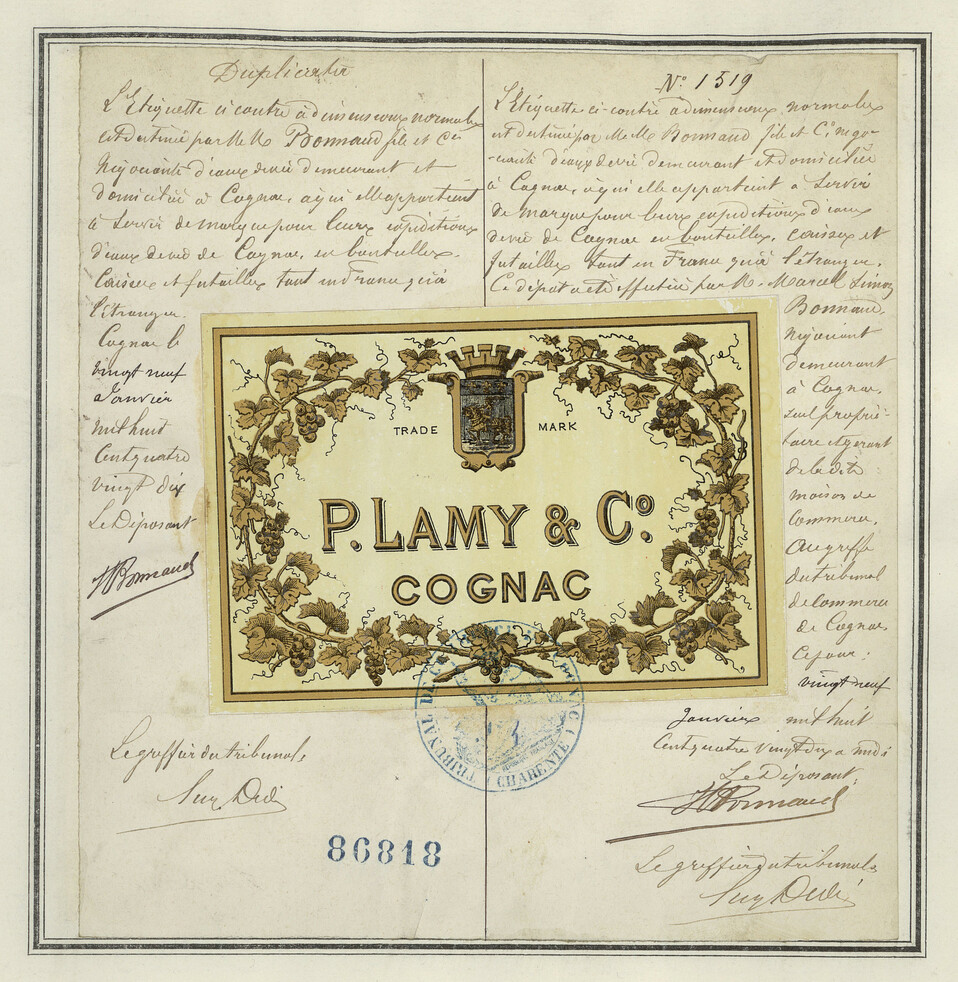 Duplicata
L'Etiquette ci contre à dimensions normales
est destinée par M.M. Bonnaud fils et Cie
Négociants d'eaux de vie demeurant et
domiciliés à Cognac, à qui elle appartient
à servir de marque pour leurs expéditions
d'eaux de vie de Cognac, en bouteilles,
Caisses et futailles tant en France qu'à
l'étranger.
Cognac le
vingt neuf
Janvier
mil huit
Cent quatre
vingt dix
Le Déposant
Bonnaud
Le greffier du tribunal
N° 1519
L'Etiquette ci-contre à dimensions normales
est destinée par M.M. Bonnaud fils et Cie négo-
-ciants d'eaux de vie demeurant et domiciliés
à Cognac, à qui elle appartient à servir
de marque pour leurs expéditions d'eaux
de vie de Cognac en bouteilles, caisses et
futailles tant en France qu'à l'étranger.
Ce dépôt a été effectué par M. Marcel Simon
Bonnaud,
Négociant
demeurant
à Cognac,
seul proprié-
taire et gérant
de la dite
maison de
Commerce,
Au greffe
du tribunal
de Commerce
de Cognac
Ce jour:
vingt neuf
Janvier mil huit
Cent quatre vingt dix à midi
Le Déposant,
Bonnaud
Le greffier du tribunal
TRADE MARK
P. LAMY & Co.
COGNAC
TRIBUNAL DE
(CHARENTE)
86818